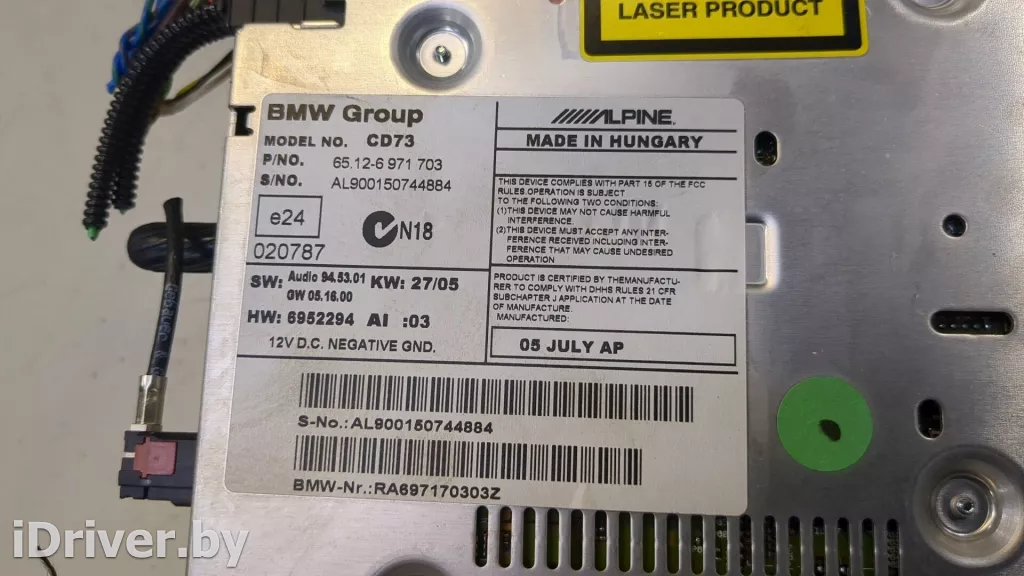 LASER PRODUCT
BMW Group
MODEL NO. CD73
P/NO. 65.12-6 971 703
S/NO. AL900150744884
e24
020787
N18
SW: Audio 94.53.01 KW: 27/05
GW 05.16.00
HW: 6952294 AI :03
12V D.C. NEGATIVE GND.
ALPINE
MADE IN HUNGARY
THIS DEVICE COMPLIES WITH PART 15 OF THE FCC
RULES.OPERATION IS SUBJECT
TO THE FOLLOWING TWO CONDITIONS:
(1)THIS DEVICE MAY NOT CAUSE HARMFUL
INTERFERENCE.
(2)THIS DEVICE MUST ACCEPT ANY INTER-
FERENCE RECEIVED INCLUDING INTER-
FERENCE THAT MAY CAUSE UNDESIRED
OPERATION
PRODUCT IS CERTIFIED BY THEMANUFACTU-
RER TO COMPLY WITH DHHS RULES 21 CFR
SUBCHAPTER J APPLICATION AT THE DATE
OF MANUFACTURE.
MANUFACTURED:
05 JULY AP
S-No.:AL900150744884
BMW-Nr.:RA697170303Z
iDriver.by